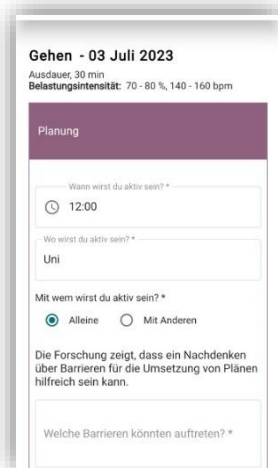 Gehen - 03 Juli 2023
Ausdauer, 30 min
Belastungsintensität: 70 - 80 %, 140 - 160 bpm
Planung
Wann wirst du aktiv sein? *
12:00
Wo wirst du aktiv sein? *
Uni
Mit wem wirst du aktiv sein? *
Alleine Mit Anderen
Die Forschung zeigt, dass ein Nachdenken
über Barrieren für die Umsetzung von Plänen
hilfreich sein kann.
Welche Barrieren könnten auftreten? *